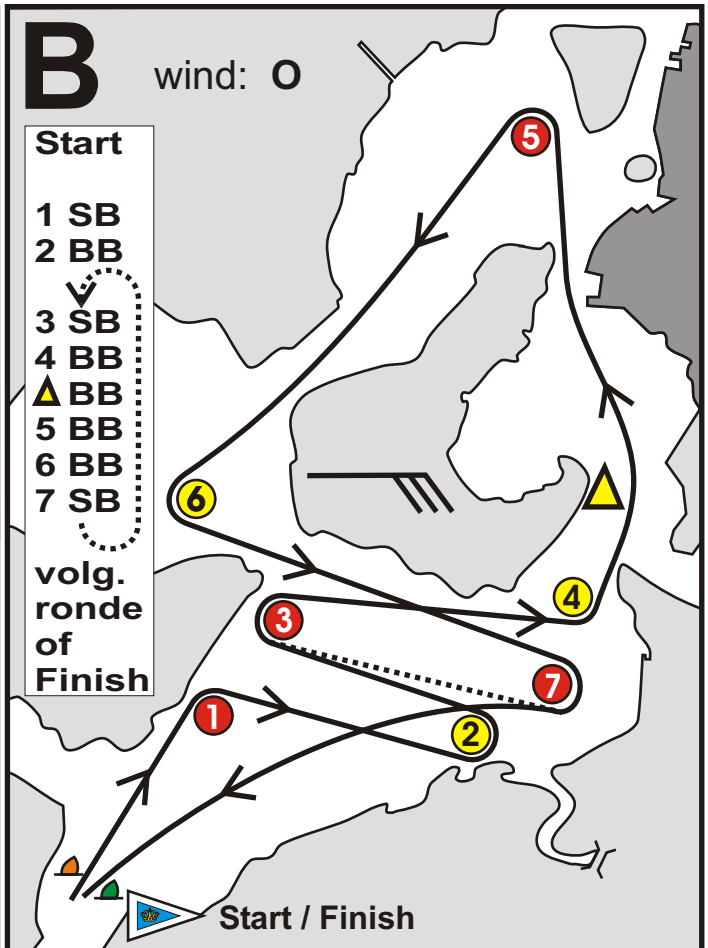 B
wind: O
Start
1 SB
2 BB
3 SB
4 BB
BB
5 BB
6 BB
7 SB
volg.
ronde
of
Finish
5
6
4
3
7
1
2
Start / Finish